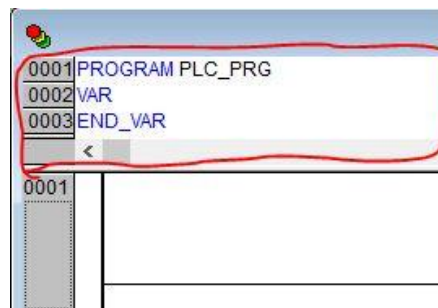 0001 PROGRAM PLC_PRG
0002 VAR
0003 END_VAR
<
0001